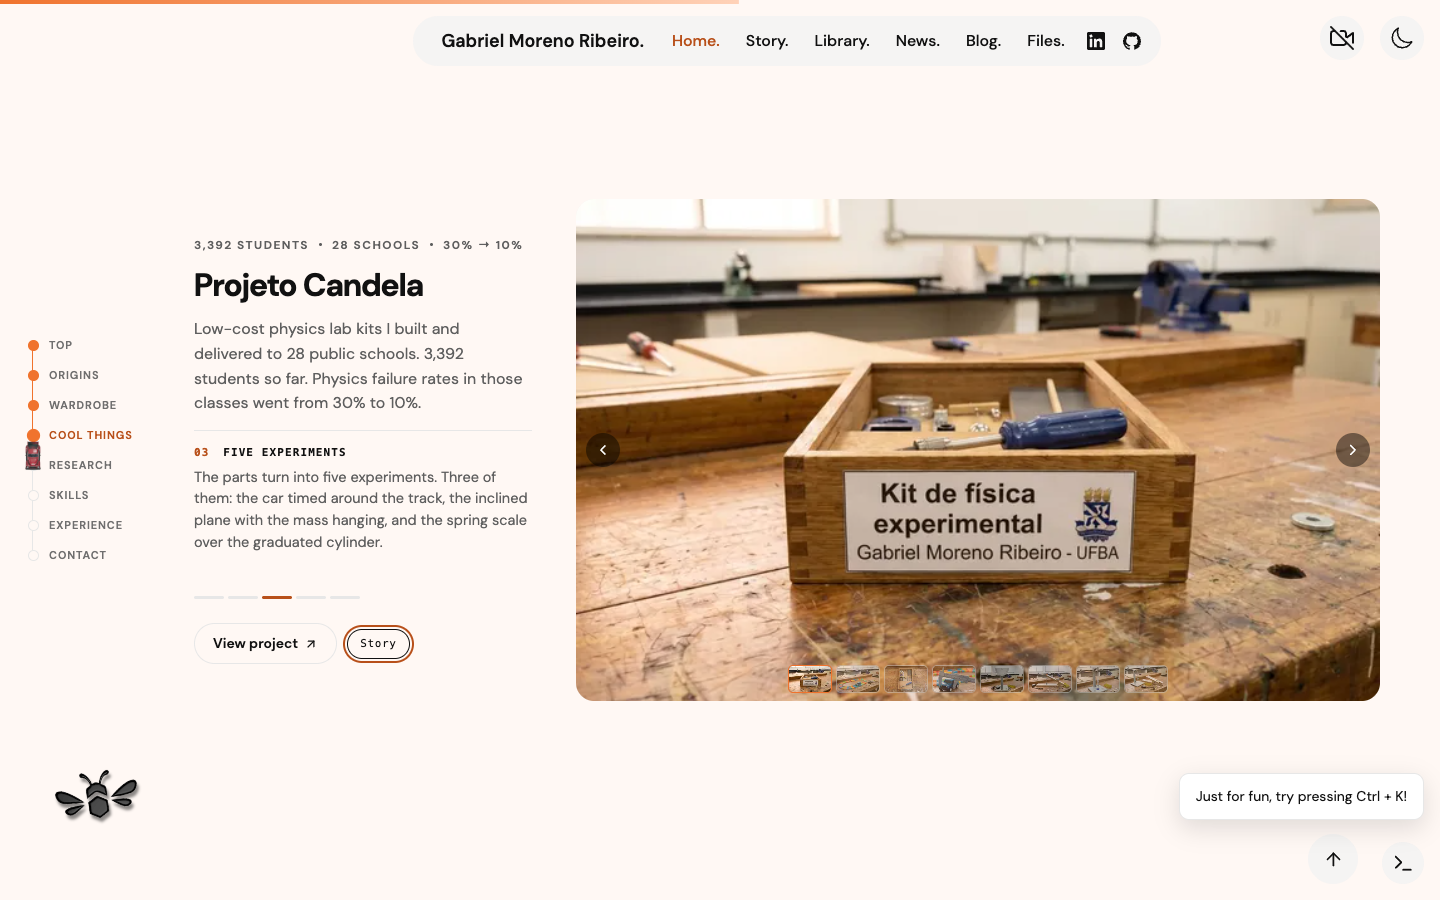 Gabriel Moreno Ribeiro.
Home.
Story.
Library.
News.
Blog.
Files.
3,392 STUDENTS • 28 SCHOOLS • 30% → 10%
Projeto Candela
Low-cost physics lab kits I built and
delivered to 28 public schools. 3,392
students so far. Physics failure rates in those
classes went from 30% to 10%.
03 FIVE EXPERIMENTS
The parts turn into five experiments. Three of
them: the car timed around the track, the inclined
plane with the mass hanging, and the spring scale
over the graduated cylinder.
View project
Story
TOP
ORIGINS
WARDROBE
COOL THINGS
RESEARCH
SKILLS
EXPERIENCE
CONTACT
Kit de física
experimental
Gabriel Moreno Ribeiro - UFBA
Just for fun, try pressing Ctrl + K!